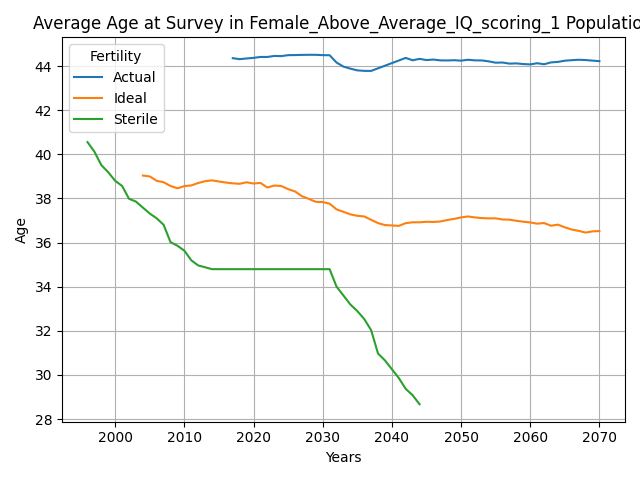 Average Age at Survey in Female_Above_Average_IQ_scoring_1 Populatio
Fertility
Actual
Ideal
Sterile
44
42
40
38
36
34
32
30
28
Age
2000 2010 2020 2030 2040 2050 2060 2070
Years